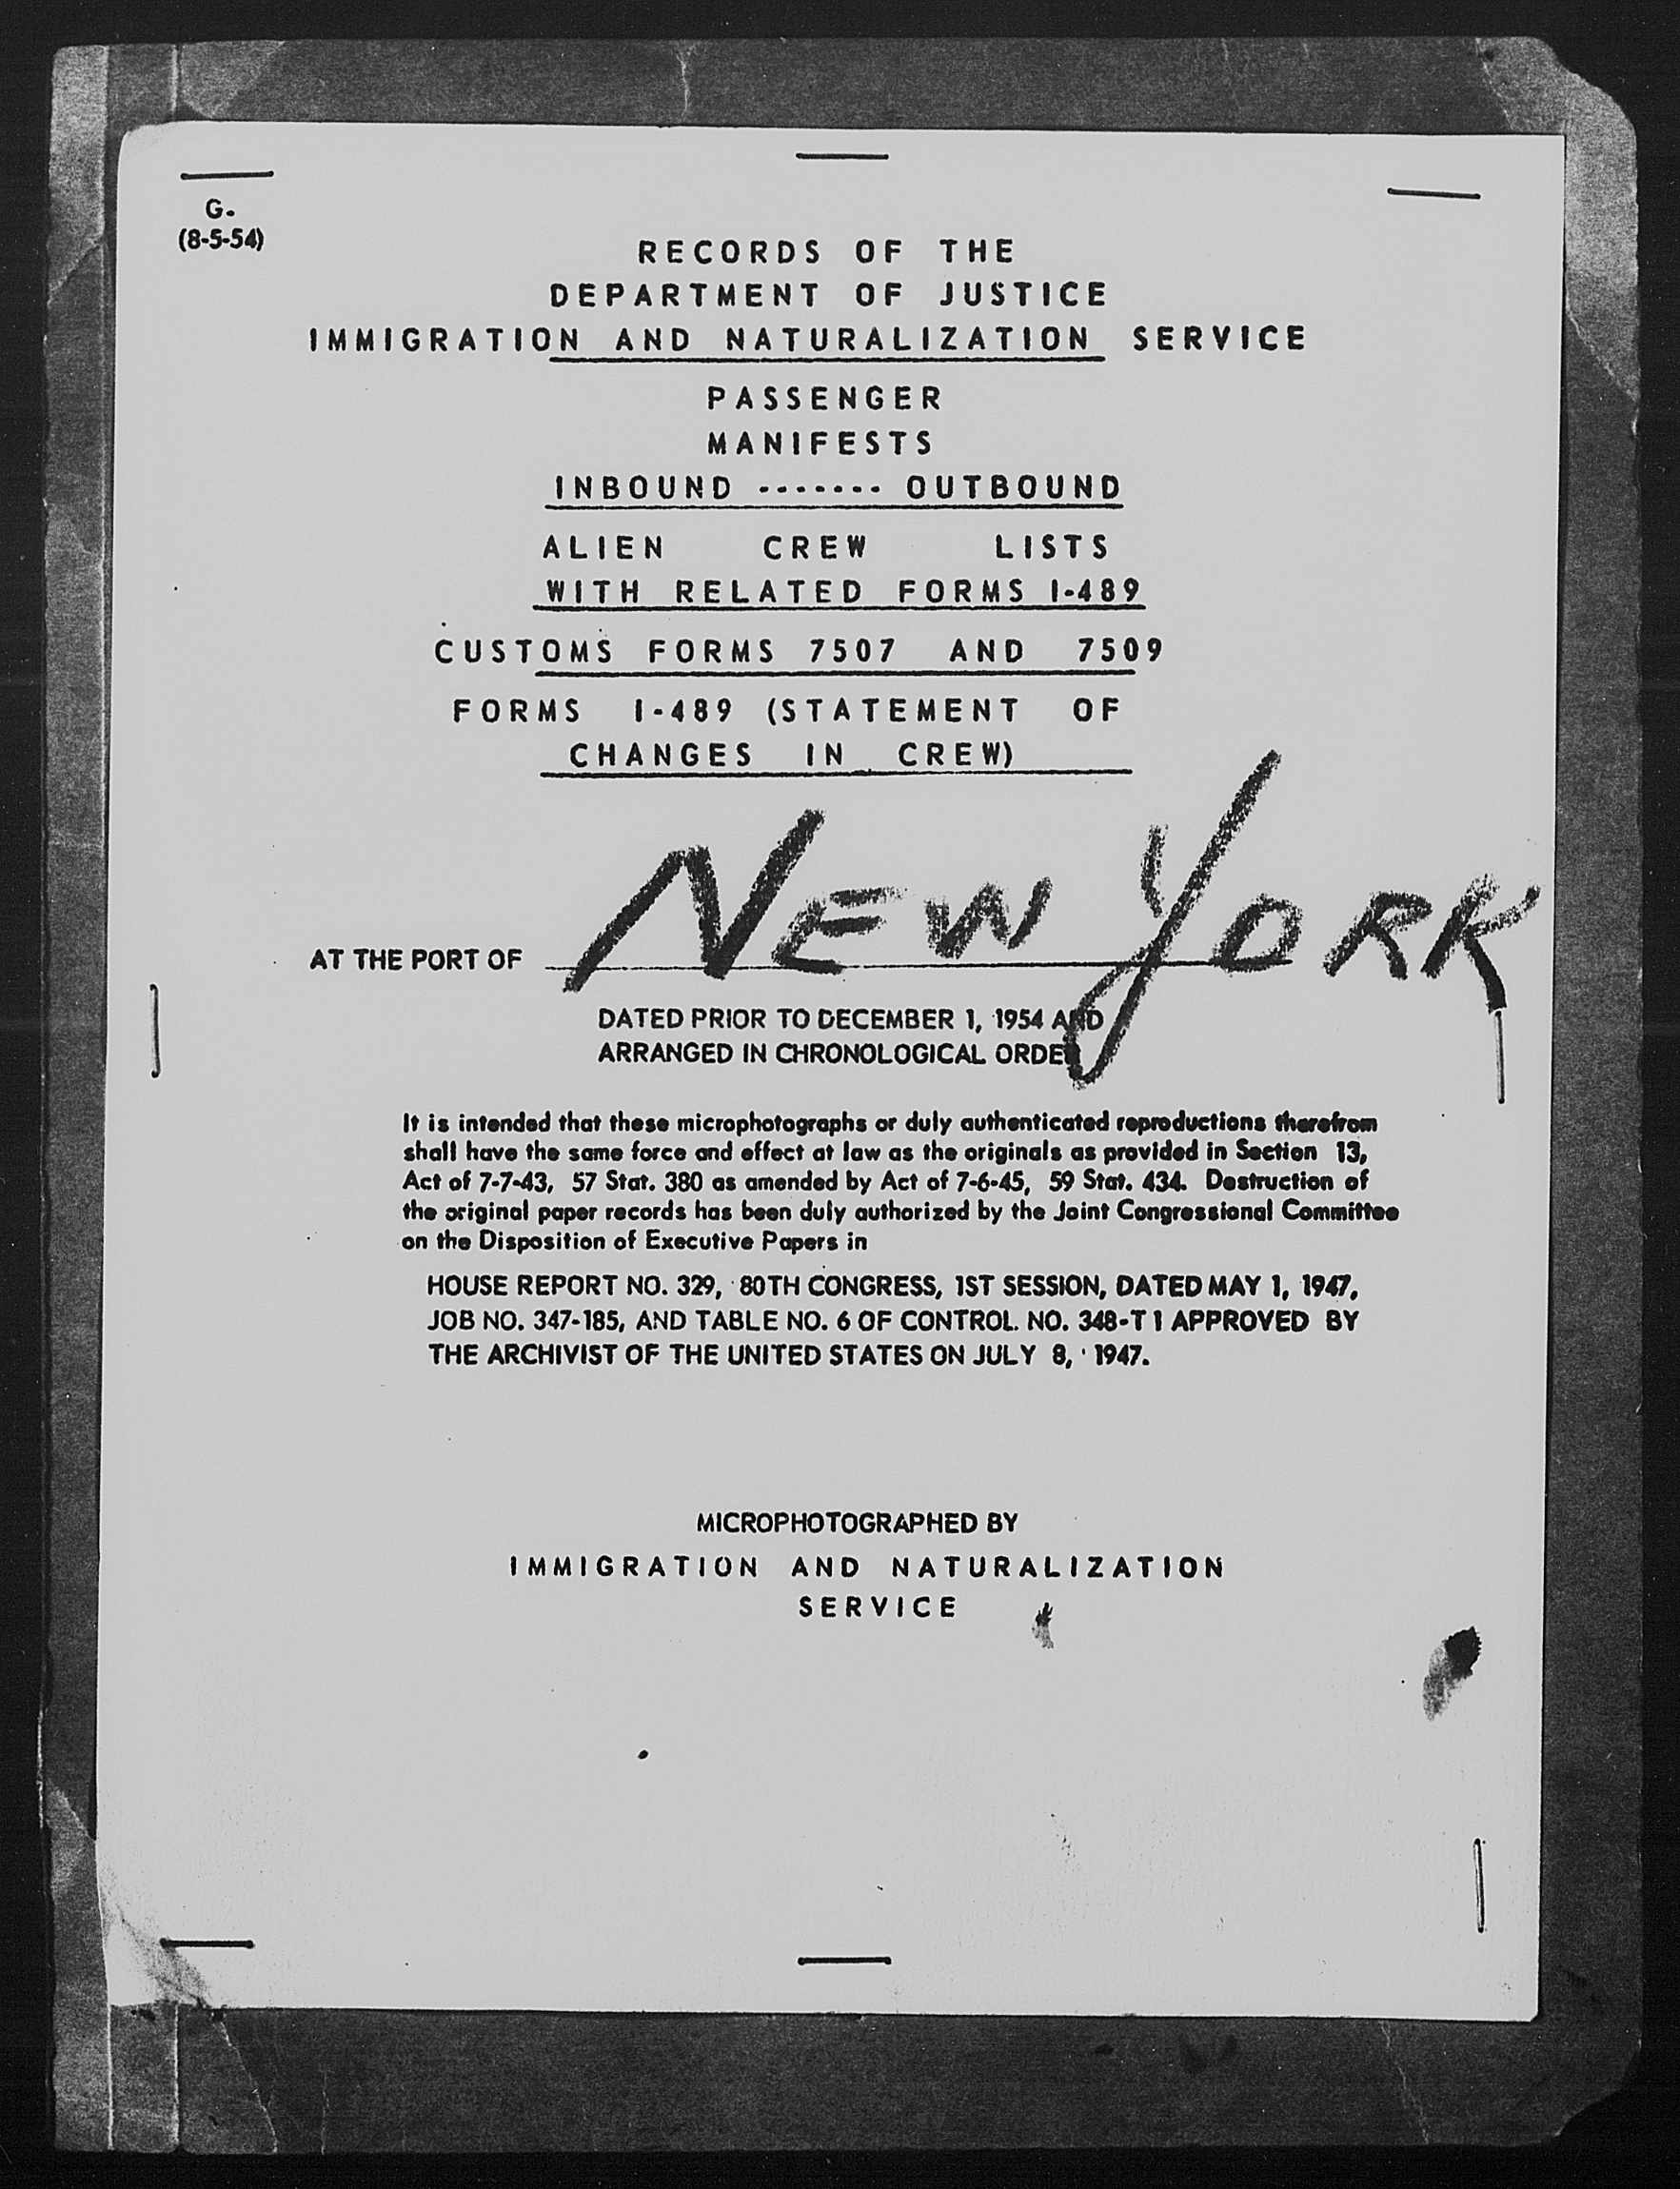 G.
(8-5-54)
RECORDS OF THE
DEPARTMENT OF JUSTICE
IMMIGRATION AND NATURALIZATION SERVICE
PASSENGER
MANIFESTS
INBOUND ------- OUTBOUND
ALIEN CREW LISTS
WITH RELATED FORMS I-489
CUSTOMS FORMS 7507 AND 7509
FORMS I-489 (STATEMENT OF
CHANGES IN CREW)
AT THE PORT OF NEW YORK
DATED PRIOR TO DECEMBER 1, 1954 AND
ARRANGED IN CHRONOLOGICAL ORDER
It is intended that these microphotographs or duly authenticated reproductions therefrom
shall have the same force and effect at law as the originals as provided in Section 13,
Act of 7-7-43, 57 Stat. 380 as amended by Act of 7-6-45, 59 Stat. 434. Destruction of
the original paper records has been duly authorized by the Joint Congressional Committee
on the Disposition of Executive Papers in
HOUSE REPORT NO. 329, 80TH CONGRESS, 1ST SESSION, DATED MAY 1, 1947,
JOB NO. 347-185, AND TABLE NO. 6 OF CONTROL NO. 348-T1 APPROVED BY
THE ARCHIVIST OF THE UNITED STATES ON JULY 8, 1947.
MICROPHOTOGRAPHED BY
IMMIGRATION AND NATURALIZATION
SERVICE